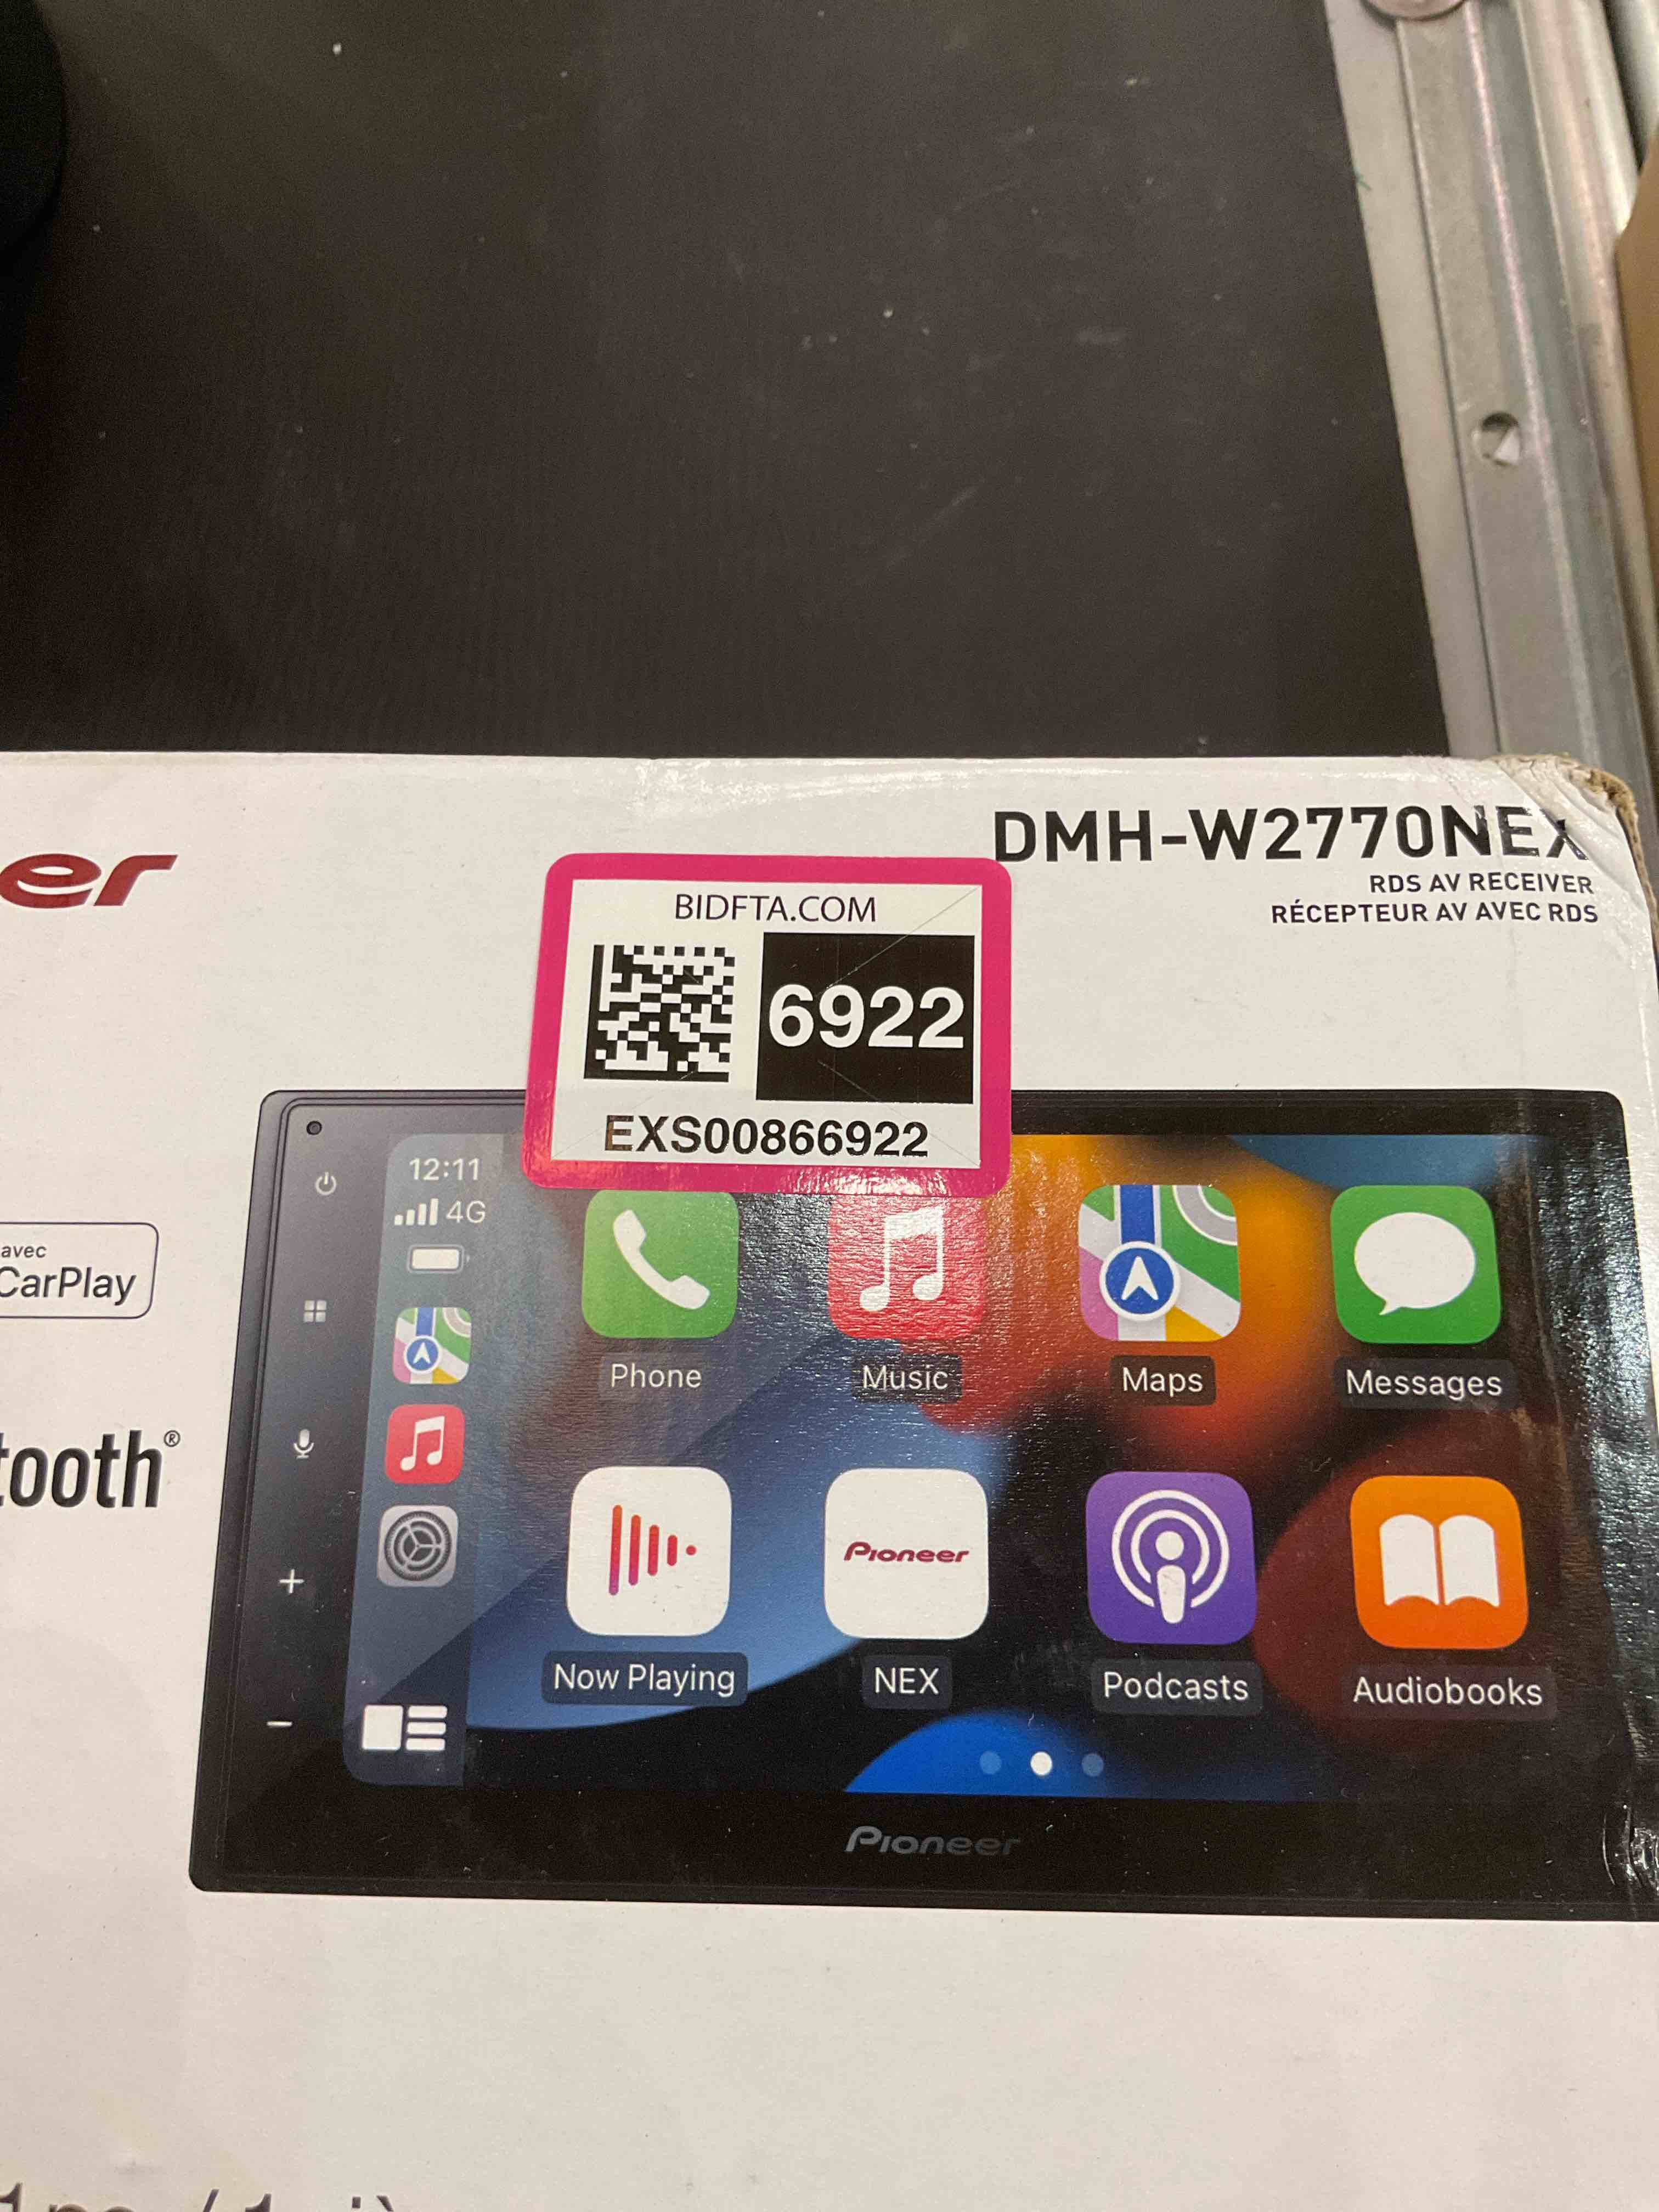 DMH-W2770NEX
RDS AV RECEIVER
RÉCEPTEUR AV AVEC RDS
er
BIDFTA.COM
6922
EXS00866922
avec
CarPlay
tooth®
12:11
4G
Phone
Music
Maps
Messages
Now Playing
Pioneer
NEX
Podcasts
Audiobooks
Pioneer